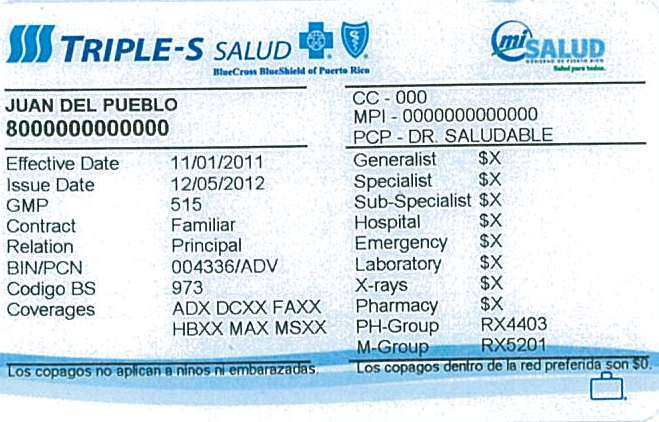 TRIPLE-S SALUD
BlueCross BlueShield of Puerto Rico
mi SALUD
GOBIERNO DE PUERTO RICO
Salud para todos.
JUAN DEL PUEBLO
8000000000000
Effective Date 11/01/2011
Issue Date 12/05/2012
GMP 515
Contract Familiar
Relation Principal
BIN/PCN 004336/ADV
Codigo BS 973
Coverages ADX DCXX FAXX
HBXX MAX MSXX
Los copagos no aplican a ninos ni embarazadas.
CC - 000
MPI - 0000000000000
PCP - DR. SALUDABLE
Generalist $X
Specialist $X
Sub-Specialist $X
Hospital $X
Emergency $X
Laboratory $X
X-rays $X
Pharmacy $X
PH-Group RX4403
M-Group RX5201
Los copagos dentro de la red preferida son $0.